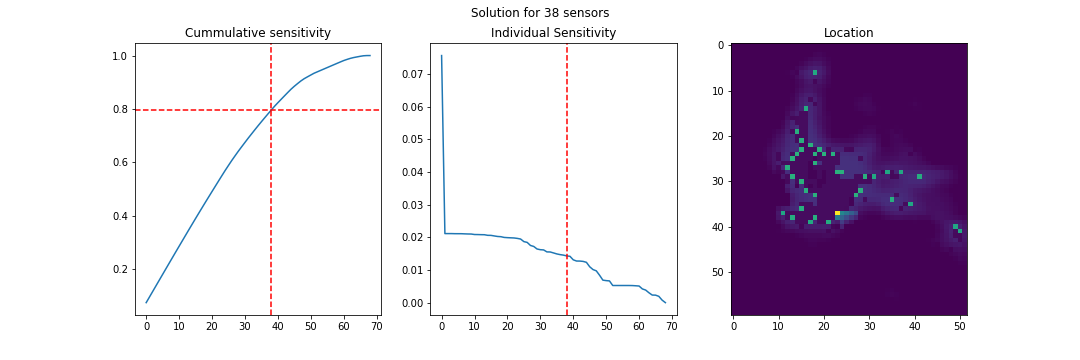 Solution for 38 sensors
Cummulative sensitivity
1.0
0.8
0.6
0.4
0.2
0 10 20 30 40 50 60 70
Individual Sensitivity
0.07
0.06
0.05
0.04
0.03
0.02
0.01
0.00
0 10 20 30 40 50 60 70
Location
0
10
20
30
40
50
0 10 20 30 40 50